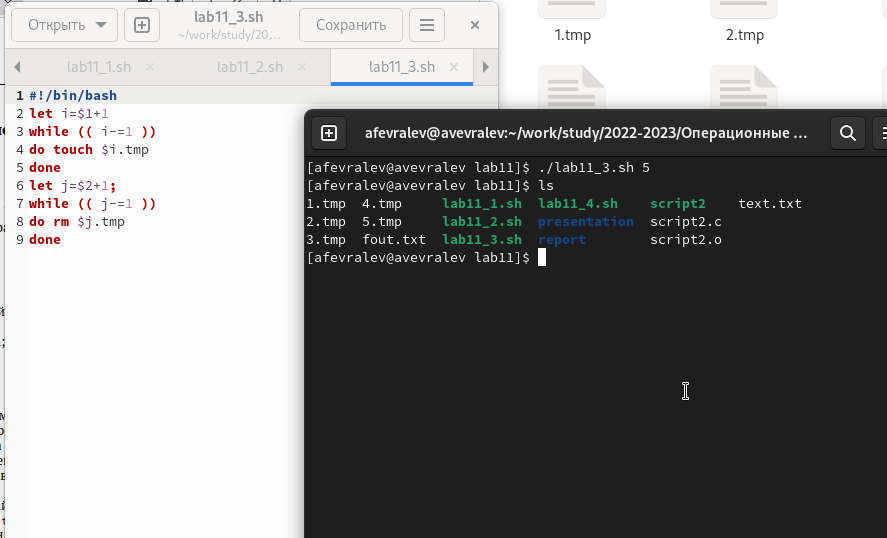 Открыть
lab11_3.sh
~/work/study/20...
Сохранить
lab11_1.sh
lab11_2.sh
lab11_3.sh
1 #!/bin/bash
2 let i=$1+1
3 while (( i-=1 ))
4 do touch $i.tmp
5 done
6 let j=$2+1;
7 while (( j-=1 ))
8 do rm $j.tmp
9 done
1.tmp 2.tmp
afevralev@avevralev:~/work/study/2022-2023/Операционные ...
[afevralev@avevralev lab11]$ ./lab11_3.sh 5
[afevralev@avevralev lab11]$ ls
1.tmp 4.tmp lab11_1.sh lab11_4.sh script2 text.txt
2.tmp 5.tmp lab11_2.sh presentation script2.c
3.tmp fout.txt lab11_3.sh report script2.o
[afevralev@avevralev lab11]$